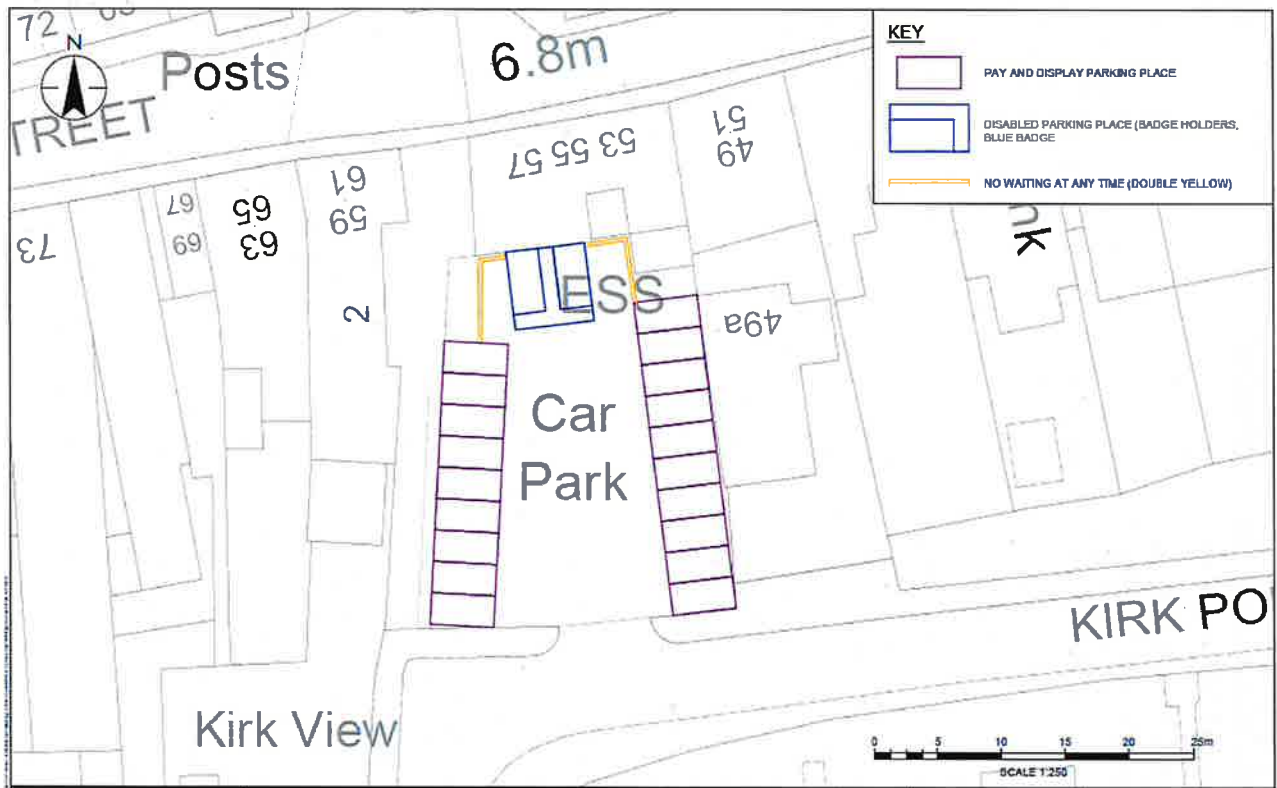 72
N
Posts
6.8m
TREET
KEY
PAY AND DISPLAY PARKING PLACE
DISABLED PARKING PLACE (BADGE HOLDERS,
BLUE BADGE
NO WAITING AT ANY TIME (DOUBLE YELLOW)
73
67
69
65
63
61
59
57 55 53
51
49
nk
2
ESS
49a
Car
Park
KIRK PO
Kirk View
0 5 10 15 20 25m
SCALE 1:250